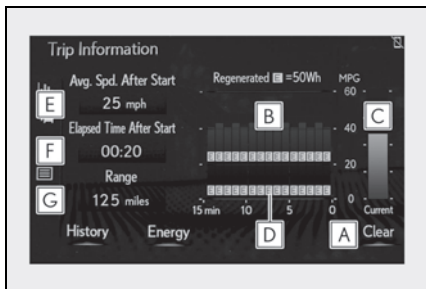 Trip Information
Avg. Spd. After Start
E
25 mph
Elapsed Time After Start
F
00:20
Range
G
125 miles
History
Energy
Regenerated E =50Wh
MPG
60
B
C
40
20
0
15 min
10
5
0
Current
D
A
Clear